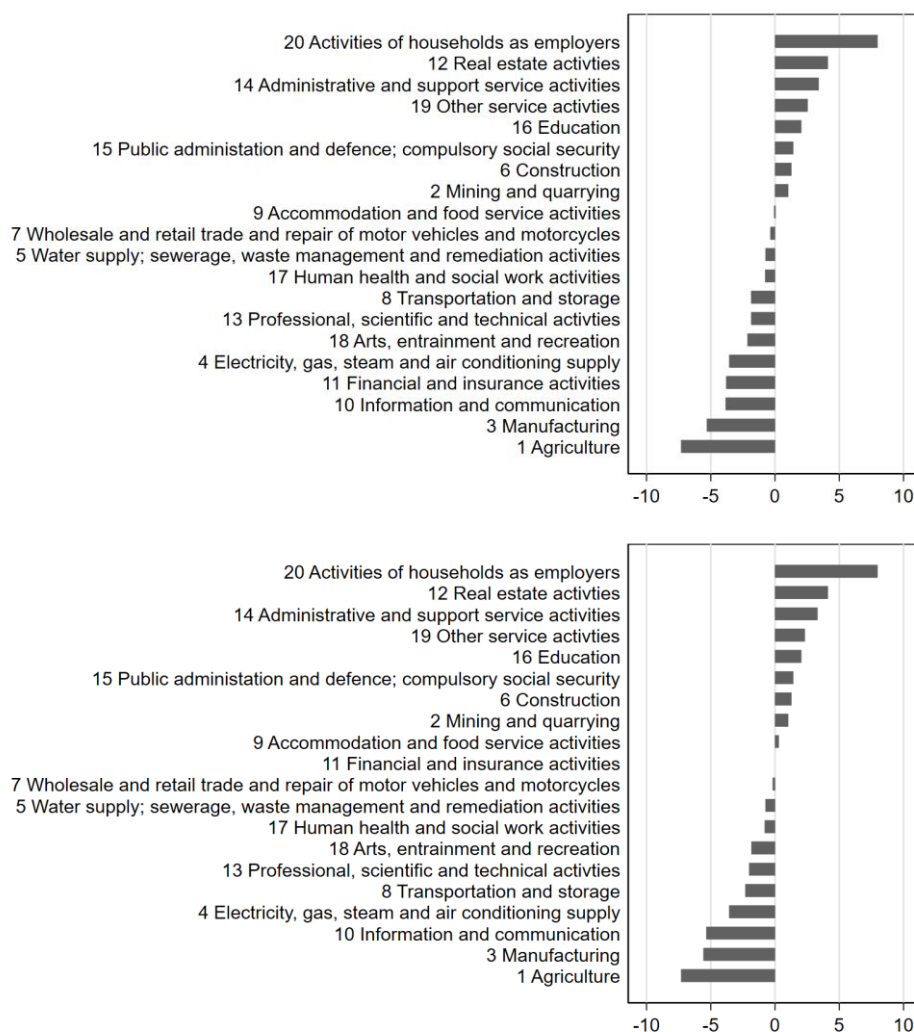 20 Activities of households as employers
12 Real estate activties
14 Administrative and support service activities
19 Other service activties
16 Education
15 Public administation and defence; compulsory social security
6 Construction
2 Mining and quarrying
9 Accommodation and food service activities
7 Wholesale and retail trade and repair of motor vehicles and motorcycles
5 Water supply; sewerage, waste management and remediation activities
17 Human health and social work activities
8 Transportation and storage
13 Professional, scientific and technical activties
18 Arts, entrainment and recreation
4 Electricity, gas, steam and air conditioning supply
11 Financial and insurance activities
10 Information and communication
3 Manufacturing
1 Agriculture
-10 -5 0 5 10
20 Activities of households as employers
12 Real estate activties
14 Administrative and support service activities
19 Other service activties
16 Education
15 Public administation and defence; compulsory social security
6 Construction
2 Mining and quarrying
9 Accommodation and food service activities
11 Financial and insurance activities
7 Wholesale and retail trade and repair of motor vehicles and motorcycles
5 Water supply; sewerage, waste management and remediation activities
17 Human health and social work activities
18 Arts, entrainment and recreation
13 Professional, scientific and technical activties
8 Transportation and storage
4 Electricity, gas, steam and air conditioning supply
10 Information and communication
3 Manufacturing
1 Agriculture
-10 -5 0 5 10